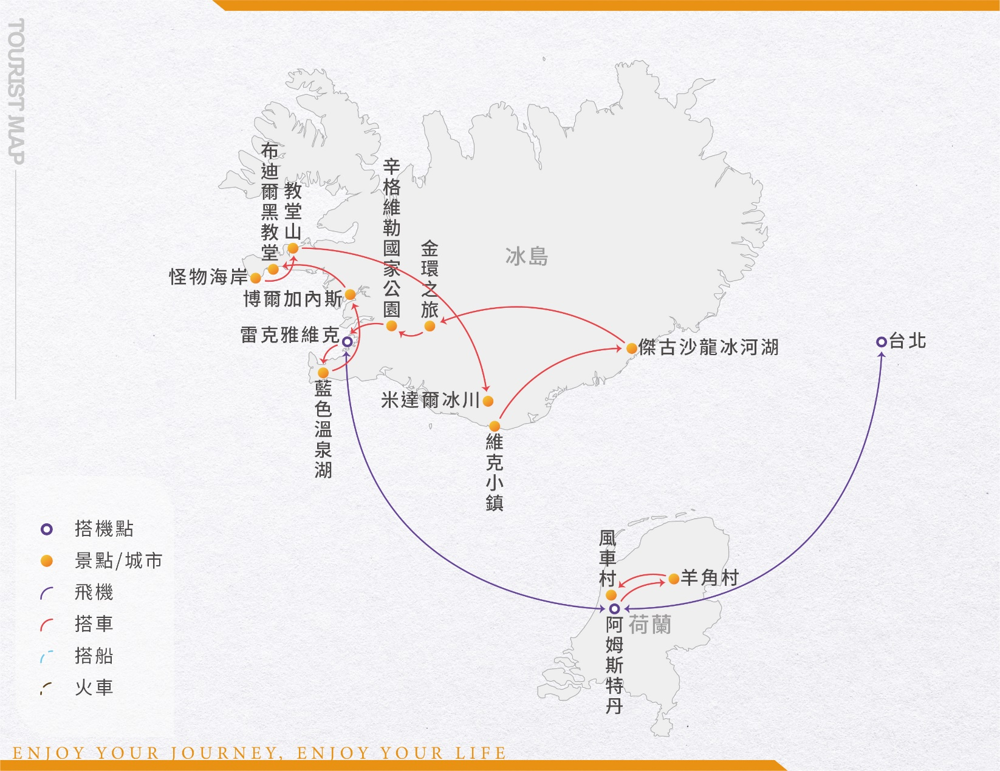 TOURIST MAP
布迪爾黑教堂
教堂山
辛格維勒國家公園
金環之旅
冰島
怪物海岸
博爾加內斯
雷克雅維克
傑古沙龍冰河湖
台北
藍色溫泉湖
米達爾冰川
維克小鎮
風車村
羊角村
荷蘭
阿姆斯特丹
搭機點
景點/城市
飛機
搭車
搭船
火車
ENJOY YOUR JOURNEY, ENJOY YOUR LIFE